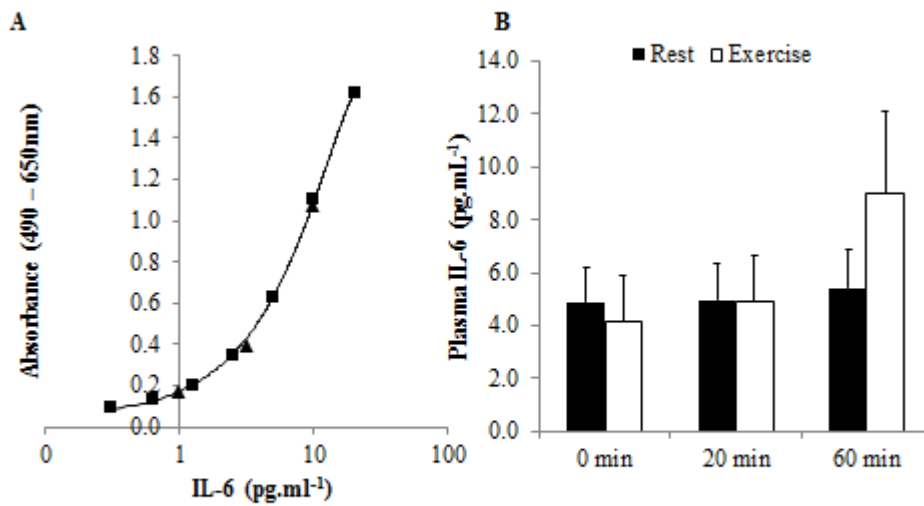 A
1.8
1.6
1.4
1.2
1.0
0.8
0.6
0.4
0.2
0.0
Absorbance (490 – 650nm)
0 1 10 100
IL-6 (pg.ml⁻¹)
B
Rest Exercise
14.0
12.0
10.0
8.0
6.0
4.0
2.0
0.0
Plasma IL-6 (pg.mL⁻¹)
0 min 20 min 60 min